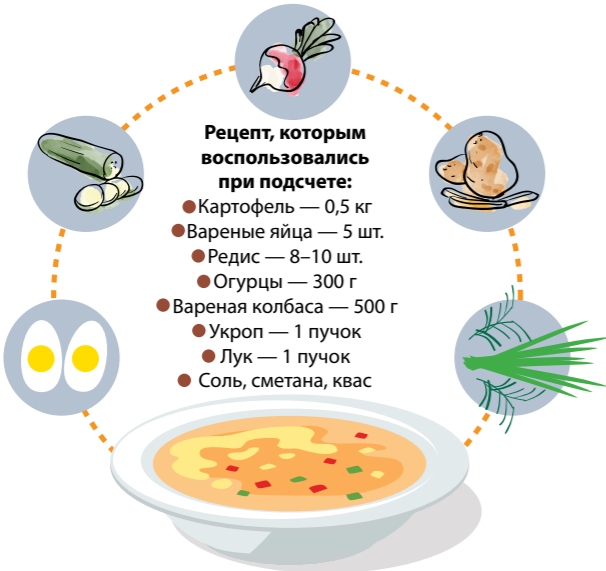 Рецепт, которым
воспользовались
при подсчете:
●Картофель — 0,5 кг
●Вареные яйца — 5 шт.
●Редис — 8–10 шт.
●Огурцы — 300 г
●Вареная колбаса — 500 г
●Укроп — 1 пучок
●Лук — 1 пучок
● Соль, сметана, квас